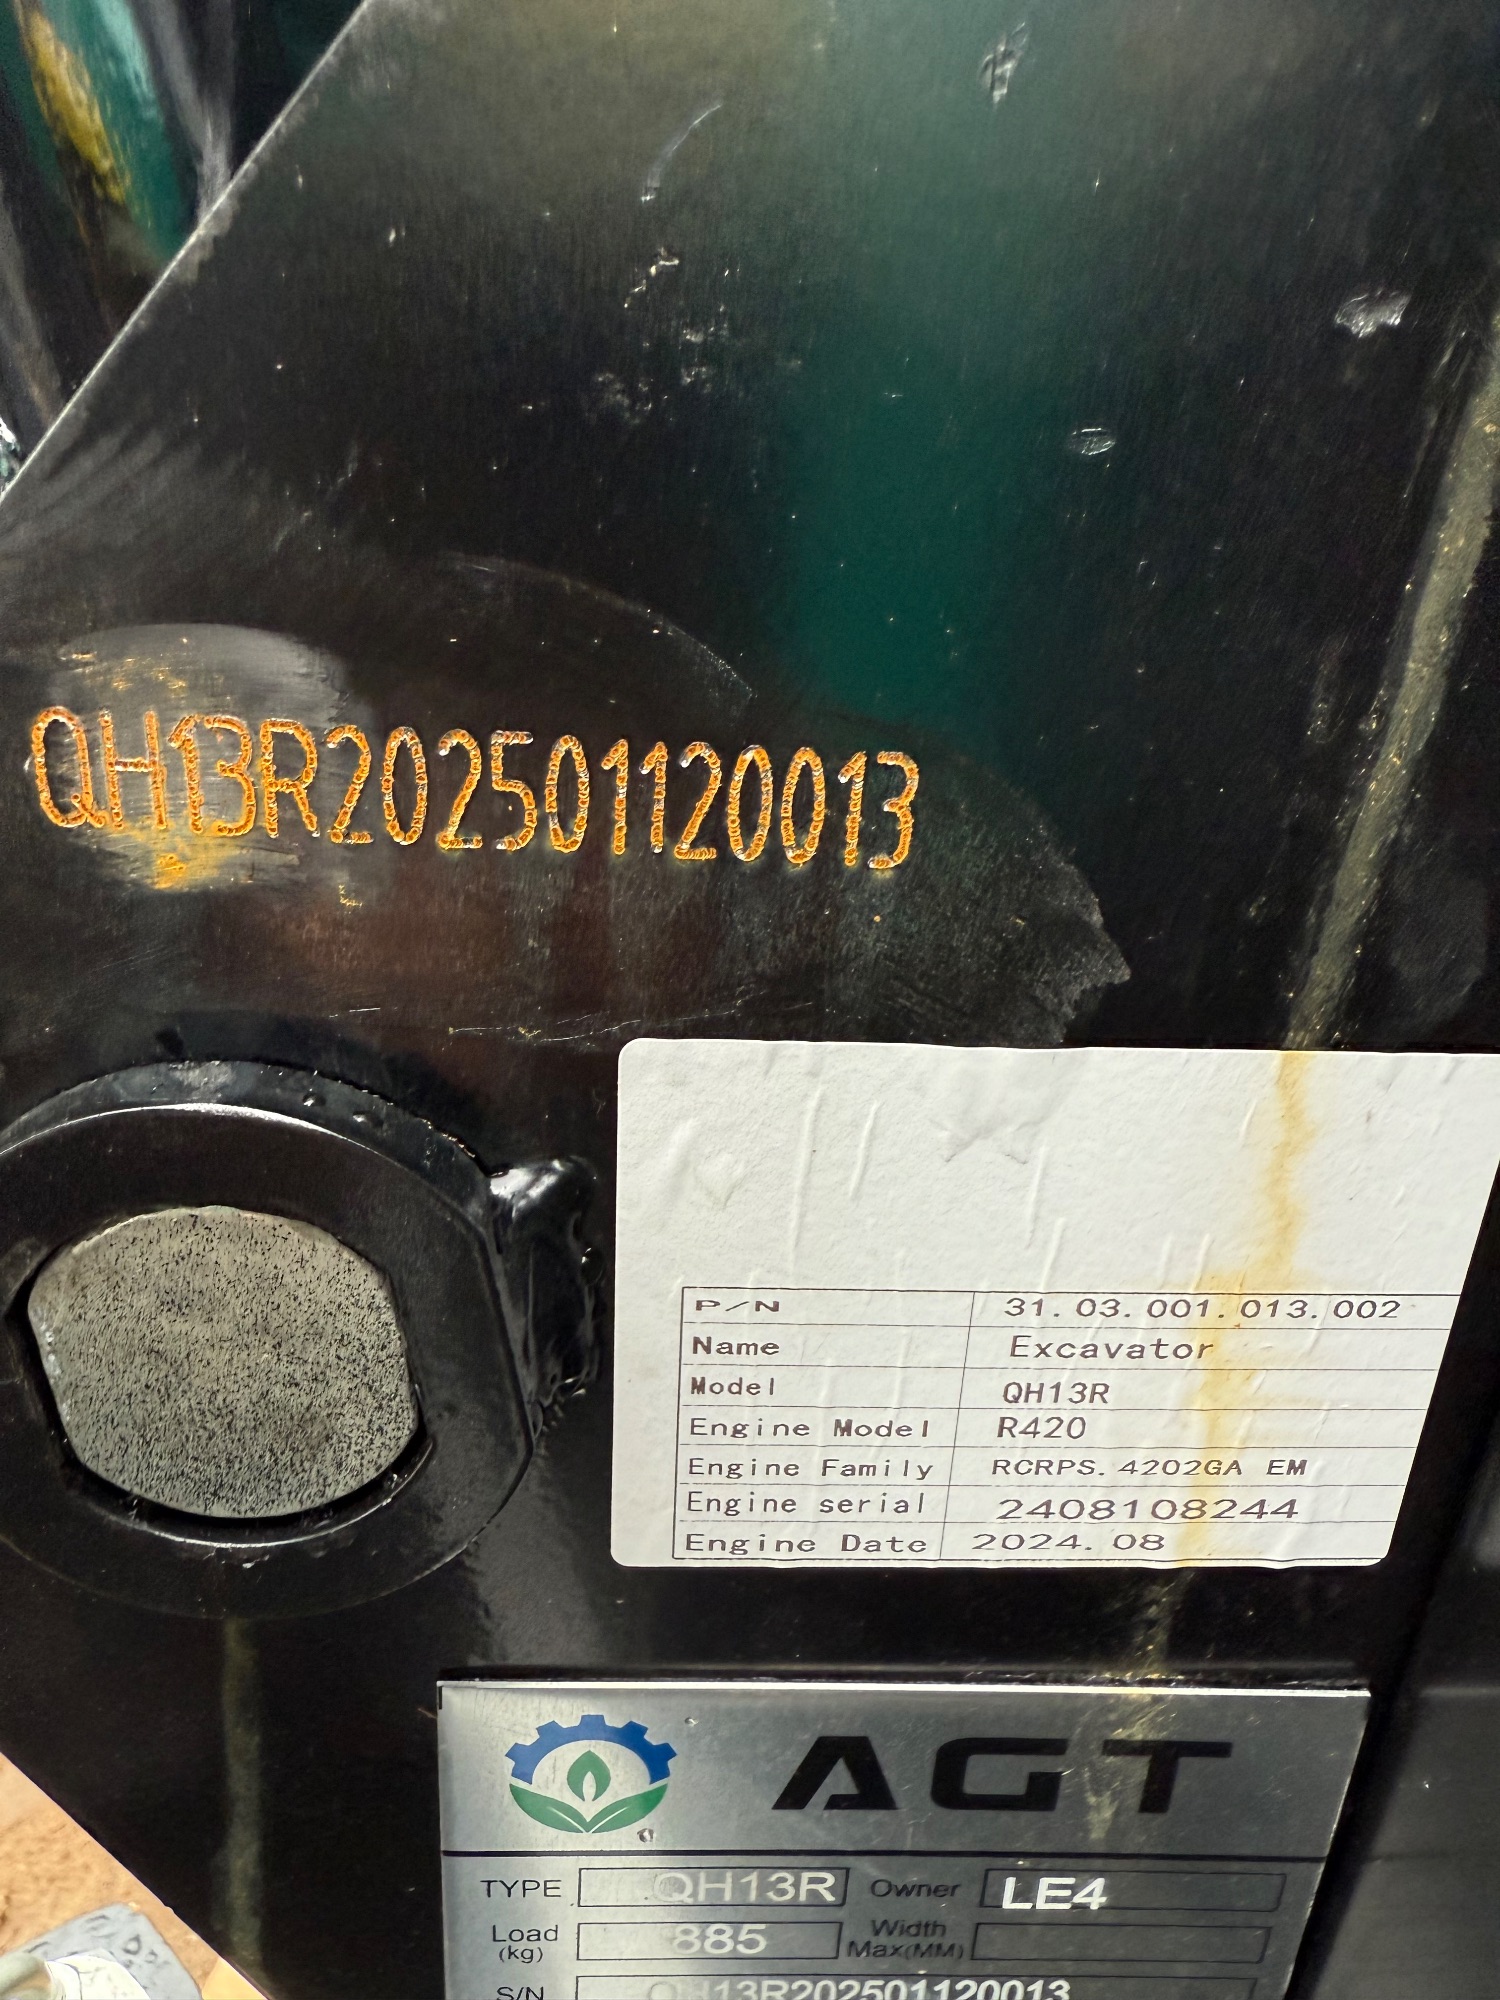 QH13R202501120013
P/N 31.03.001.013.002
Name Excavator
Model QH13R
Engine Model R420
Engine Family RCRPS.4202GA EM
Engine serial 2408108244
Engine Date 2024.08
AGT
®
TYPE QH13R Owner LE4
Load (kg) 885 Width Max(MM)
S/N QH13R202501120013